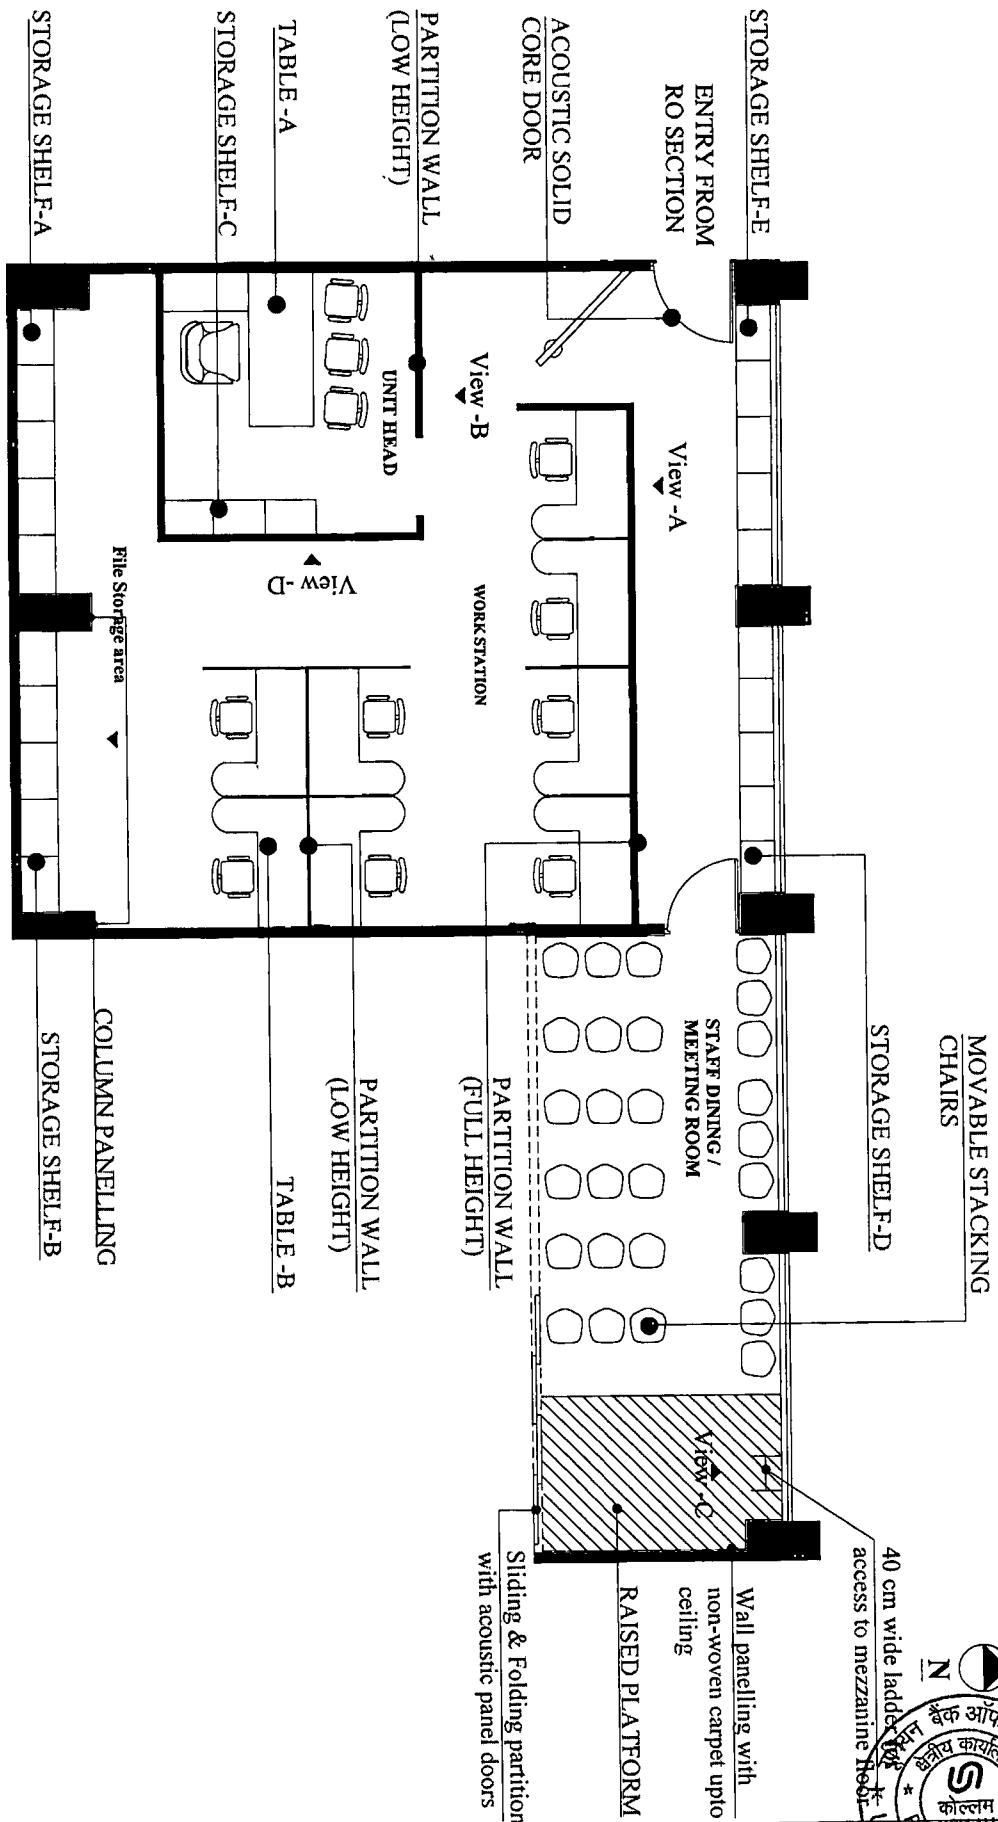 STORAGE SHELF-E
ENTRY FROM
RO SECTION
ACOUSTIC SOLID
CORE DOOR
PARTITION WALL
(LOW HEIGHT)
TABLE -A
STORAGE SHELF-C
STORAGE SHELF-A
View -A
View -B
UNIT HEAD
View -D
WORK STATION
File Storage area
MOVABLE STACKING
CHAIRS
STORAGE SHELF-D
STAFF DINING /
MEETING ROOM
PARTITION WALL
(FULL HEIGHT)
PARTITION WALL
(LOW HEIGHT)
TABLE -B
COLUMN PANELLING
STORAGE SHELF-B
View -C
40 cm wide ladder
access to mezzanine floor
Wall panelling with
non-woven carpet upto
ceiling
RAISED PLATFORM
Sliding & Folding partition
with acoustic panel doors
N
बैंक
क्षेत्रीय
कोल्लम